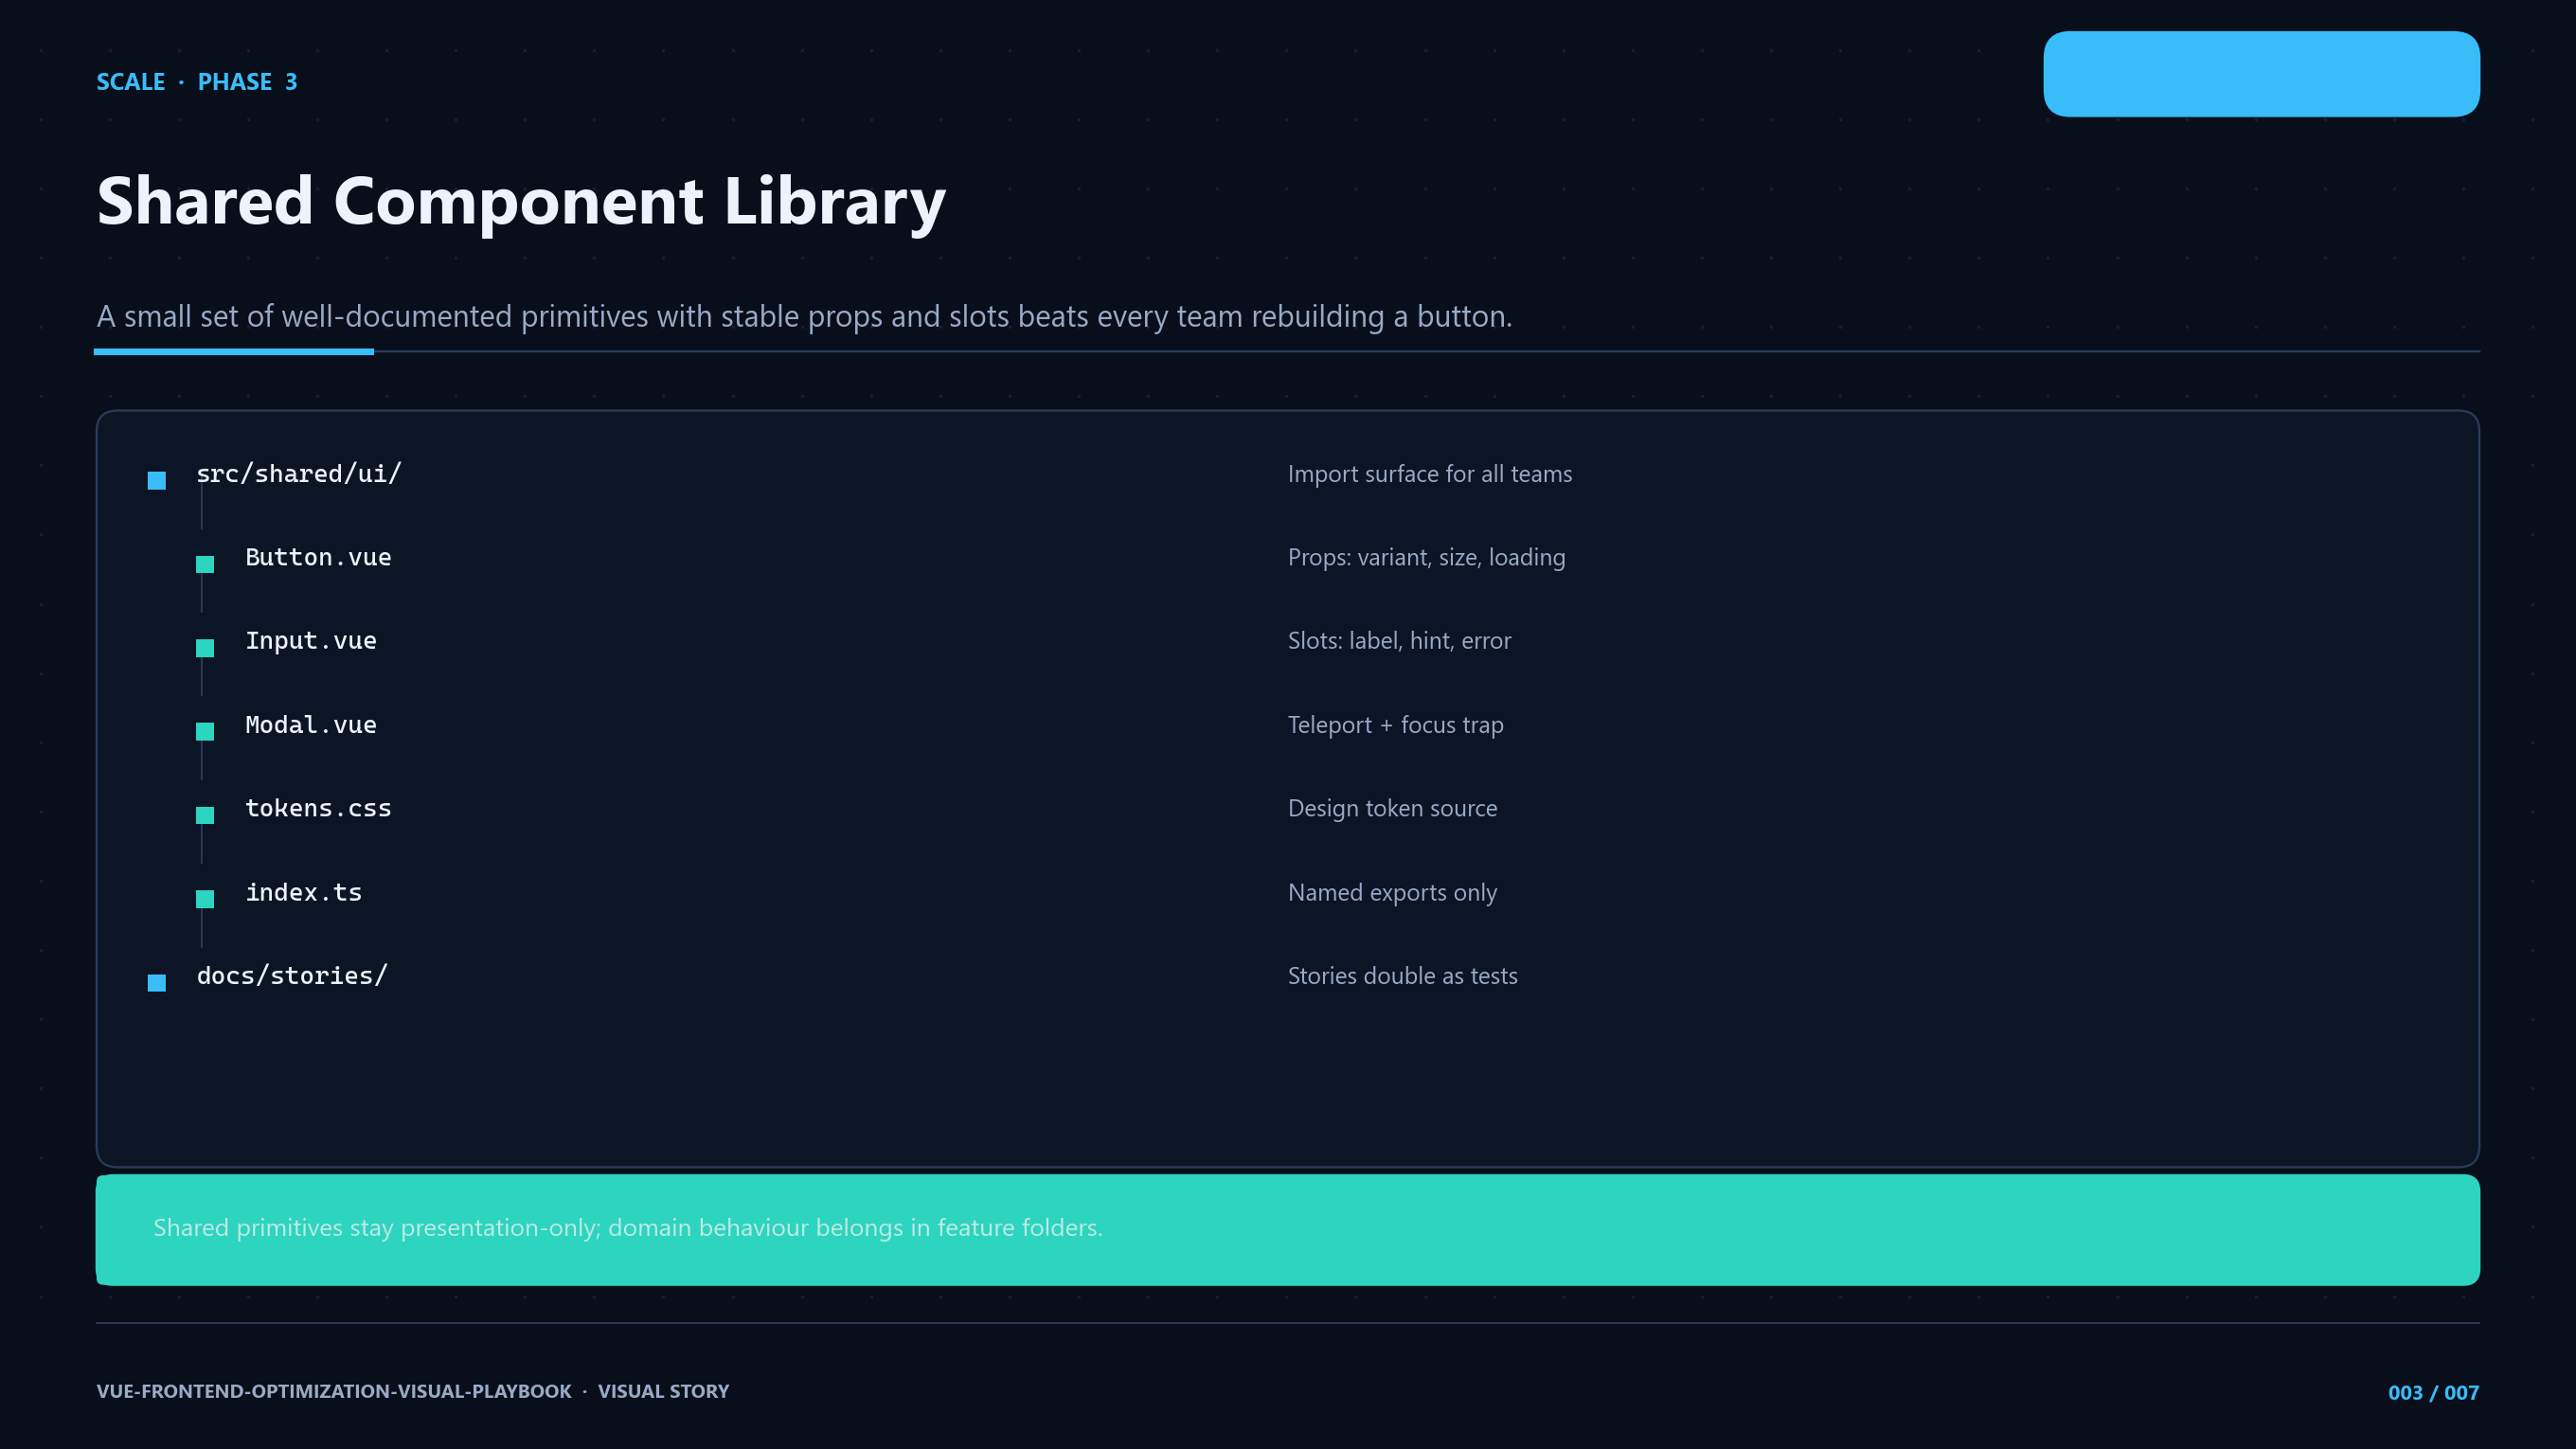 SCALE · PHASE 3
Shared Component Library
A small set of well-documented primitives with stable props and slots beats every team rebuilding a button.
src/shared/ui/ Import surface for all teams
Button.vue Props: variant, size, loading
Input.vue Slots: label, hint, error
Modal.vue Teleport + focus trap
tokens.css Design token source
index.ts Named exports only
docs/stories/ Stories double as tests
Shared primitives stay presentation-only; domain behaviour belongs in feature folders.
VUE-FRONTEND-OPTIMIZATION-VISUAL-PLAYBOOK · VISUAL STORY
003 / 007